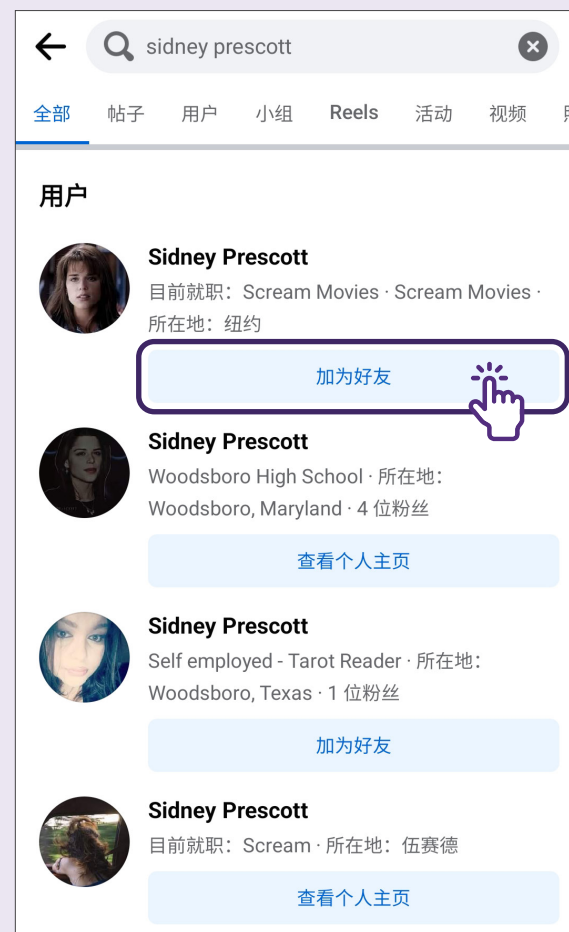 sidney prescott
全部 帖子 用户 小组 Reels 活动 视频
用户
Sidney Prescott
目前就职：Scream Movies · Scream Movies ·
所在地：纽约
加为好友
Sidney Prescott
Woodsboro High School · 所在地：
Woodsboro, Maryland · 4 位粉丝
查看个人主页
Sidney Prescott
Self employed - Tarot Reader · 所在地：
Woodsboro, Texas · 1 位粉丝
加为好友
Sidney Prescott
目前就职：Scream · 所在地：伍赛德
查看个人主页